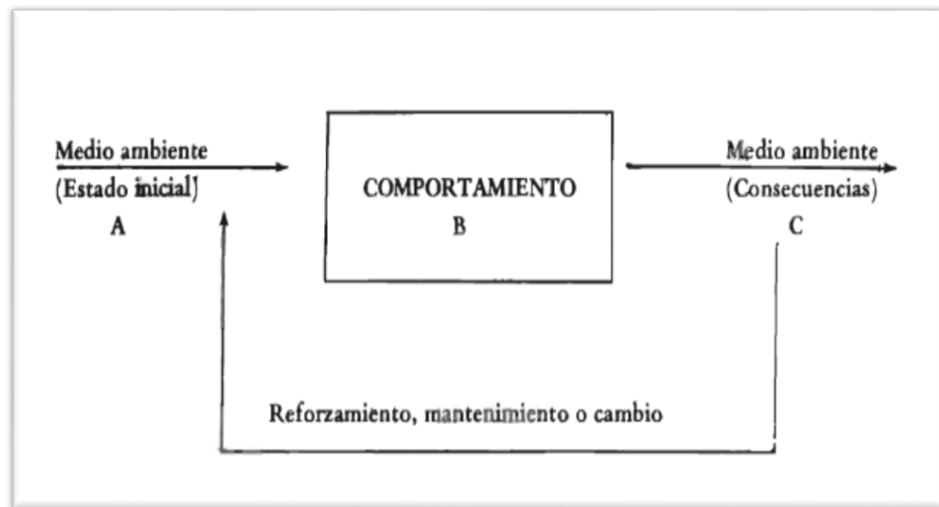 Medio ambiente
(Estado inicial)
A
COMPORTAMIENTO
B
Medio ambiente
(Consecuencias)
C
Reforzamiento, mantenimiento o cambio